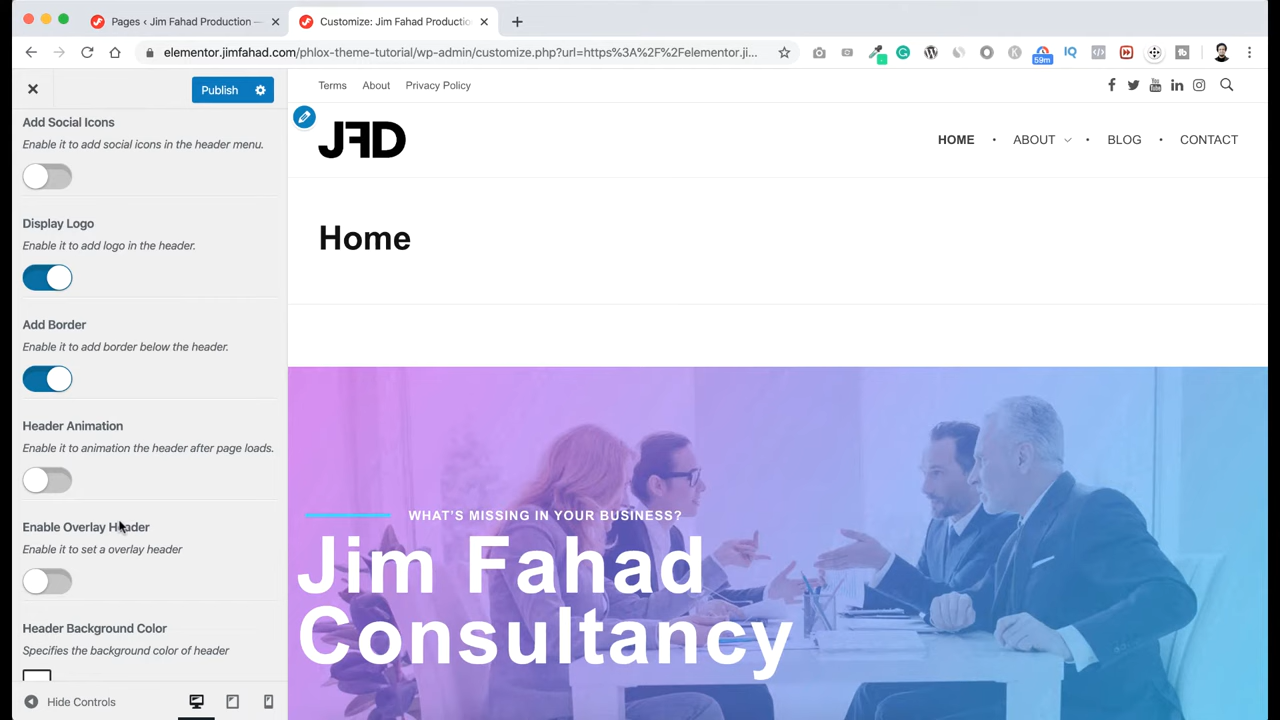 Pages ‹ Jim Fahad Production —
Customize: Jim Fahad Productio
elementor.jimfahad.com/phlox-theme-tutorial/wp-admin/customize.php?url=https%3A%2F%2Felementor.ji...
IQ
59m
Publish
Add Social Icons
Enable it to add social icons in the header menu.
Display Logo
Enable it to add logo in the header.
Add Border
Enable it to add border below the header.
Header Animation
Enable it to animation the header after page loads.
Enable Overlay Header
Enable it to set a overlay header
Header Background Color
Specifies the background color of header
Hide Controls
Terms
About
Privacy Policy
JFD
HOME
ABOUT
BLOG
CONTACT
Home
WHAT'S MISSING IN YOUR BUSINESS?
Jim Fahad
Consultancy